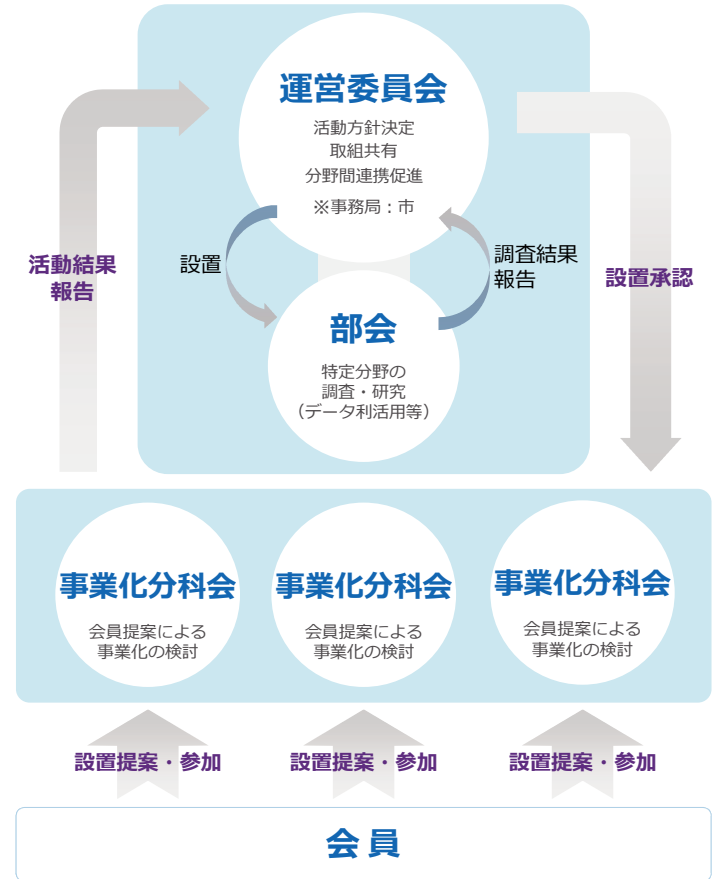 運営委員会
活動方針決定
取組共有
分野間連携促進
※事務局：市
設置
調査結果
報告
活動結果
報告
設置承認
部会
特定分野の
調査・研究
（データ利活用等）
事業化分科会
会員提案による
事業化の検討
事業化分科会
会員提案による
事業化の検討
事業化分科会
会員提案による
事業化の検討
設置提案・参加
設置提案・参加
設置提案・参加
会員